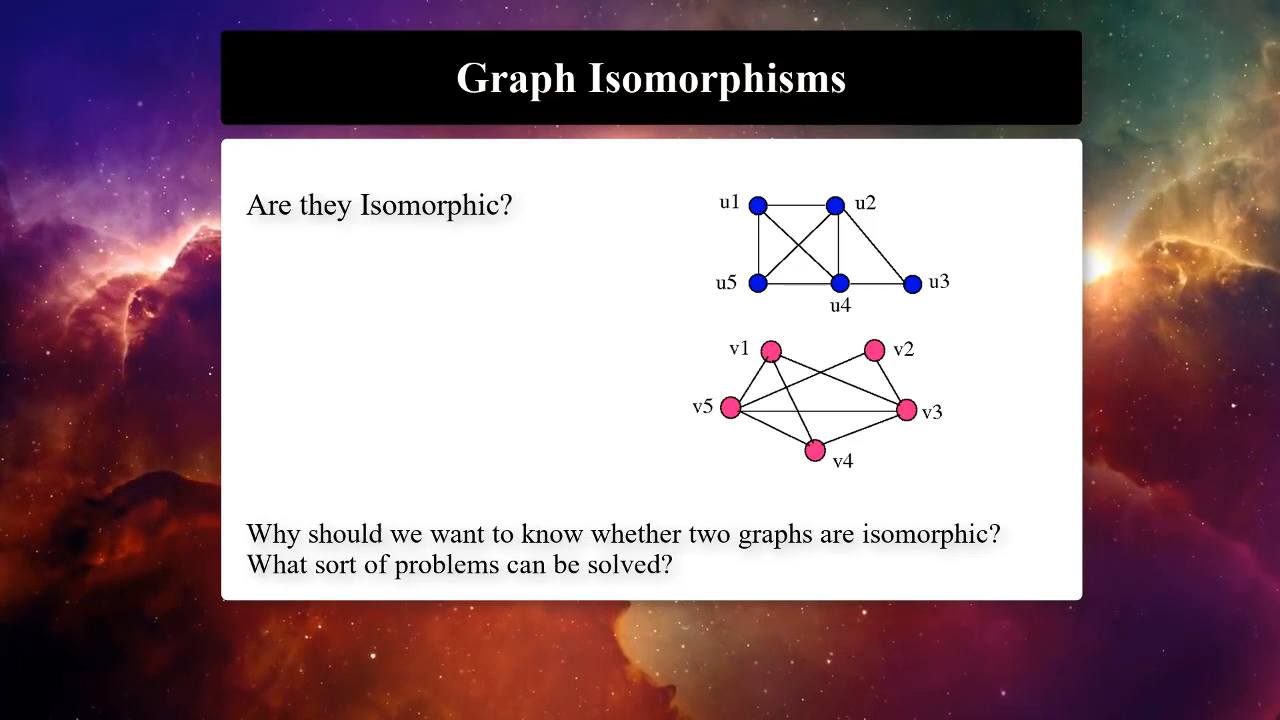 Graph Isomorphisms
Are they Isomorphic?
u1
u2
u5
u4
u3
v1
v2
v5
v3
v4
Why should we want to know whether two graphs are isomorphic?
What sort of problems can be solved?